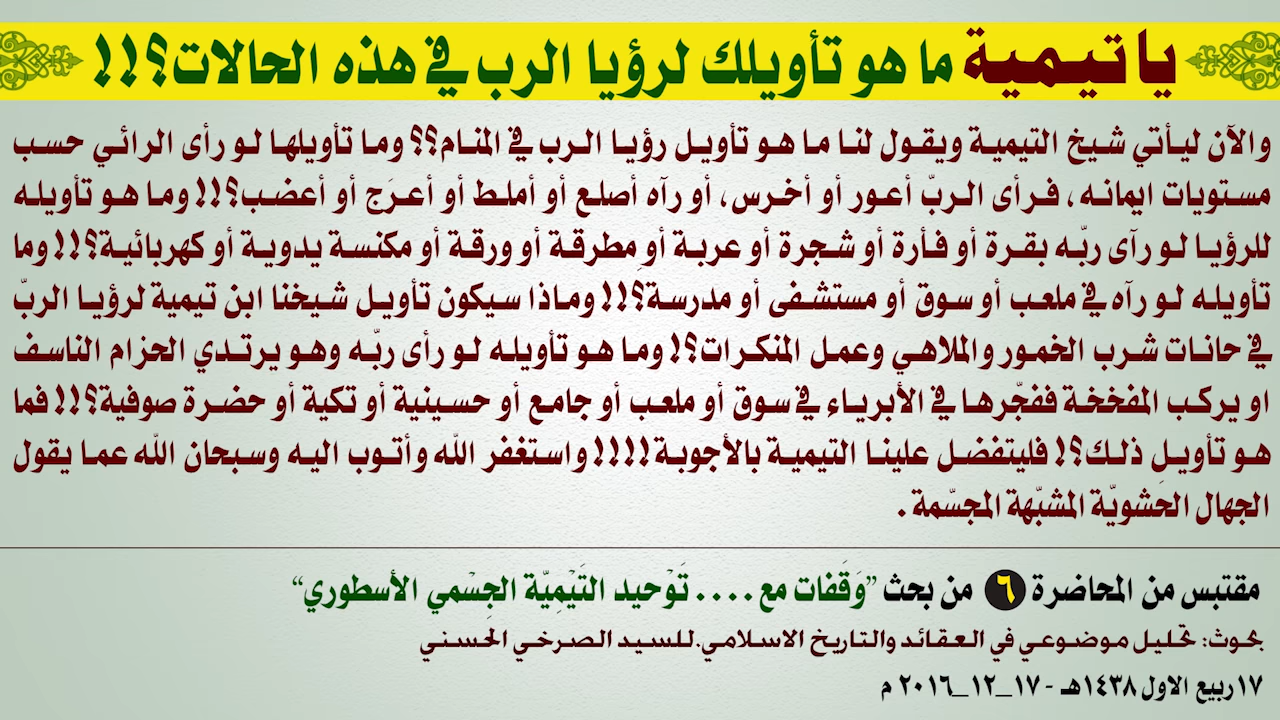 يا تيمية ما هو تأويلك لرؤيا الرب في هذه الحالات؟!!
والآن ليأتي شيخ التيمية ويقول لنا ما هو تأويل رؤيا الرب في المنام؟؟ وما تأويلها لو رأى الرائي حسب
مستويات ايمانه، فرأى الربّ أعور أو أخرس، أو رآه أصلع أو أملط أو أعرَج أو أعضب؟!! وما هو تأويله
للرؤيا لو رآى ربّه بقرة أو فأرة أو شجرة أو عربة أو مِطرقة أو ورقة أو مكنسة يدوية أو كهربائية؟!! وما
تأويله لو رآه في ملعب أو سوق أو مستشفى أو مدرسة؟!! وماذا سيكون تأويل شيخنا ابن تيمية لرؤيا الربّ
في حانات شرب الخمور والملاهي وعمل المنكرات؟! وما هو تأويله لو رأى ربّه وهو يرتدي الحزام الناسف
او يركب المفخخة ففجّرها في الأبرياء في سوق أو ملعب أو جامع أو حسينية أو تكية أو حضرة صوفية؟!! فما
هو تأويل ذلك؟! فليتفضل علينا التيمية بالأجوبة!!!! واستغفر الله وأتوب اليه وسبحان الله عما يقول
الجهال الحَشويّة المشبّهة المجسّمة.
مقتبس من المحاضرة ٦ من بحث "وَقَفات مع.... تَوْحيد التَيْمِيّة الجِسْمي الأسطوري"
بحوث: تحليل موضوعي في العقائد والتاريخ الاسلامي.للسيد الصرخي الحَسني
١٧ ربيع الاول ١٤٣٨هـ - ١٧_١٢_٢٠١٦ م